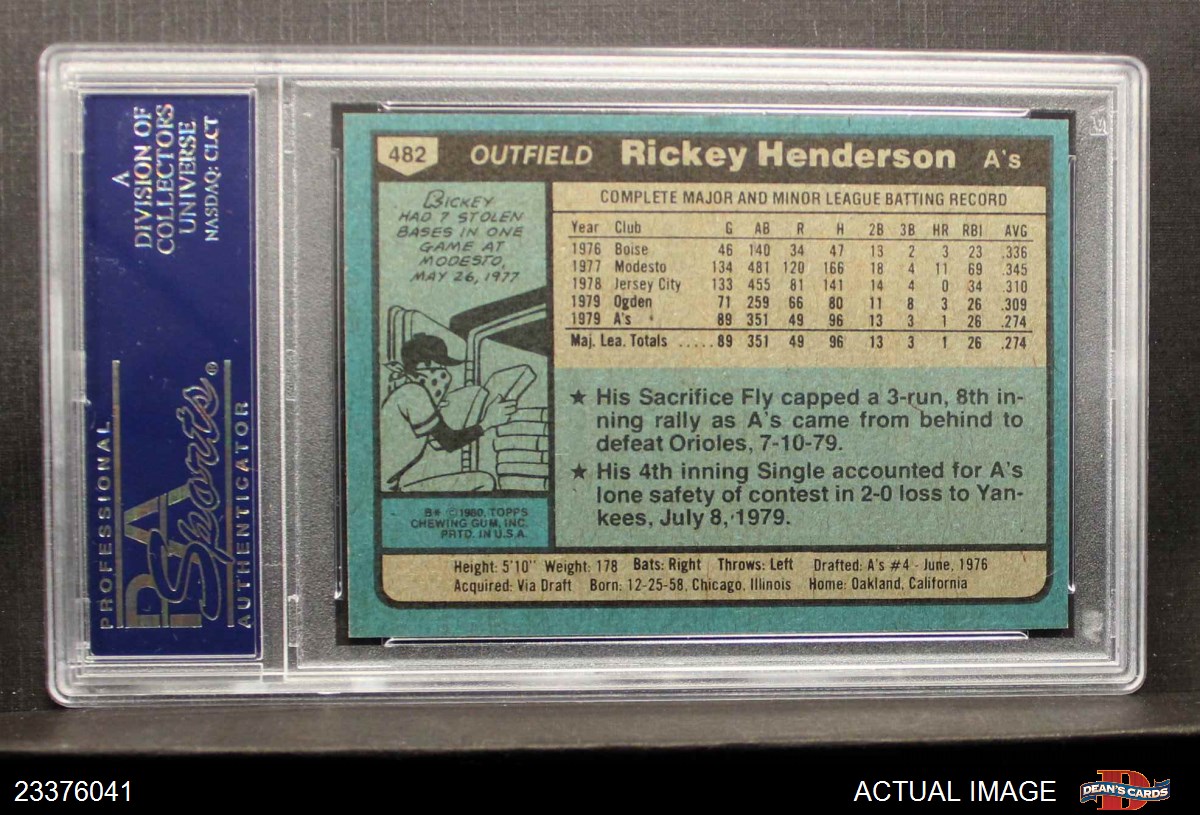 A
DIVISION OF
COLLECTORS
UNIVERSE
NASDAQ: CLCT
PROFESSIONAL
PSA
Sports®
AUTHENTICATOR
482 OUTFIELD Rickey Henderson A's
RICKEY
HAD 7 STOLEN
BASES IN ONE
GAME AT
MODESTO,
MAY 26, 1977
COMPLETE MAJOR AND MINOR LEAGUE BATTING RECORD
Year Club G AB R H 2B 3B HR RBI AVG
1976 Boise 46 140 34 47 13 2 3 23 .336
1977 Modesto 134 481 120 166 18 4 11 69 .345
1978 Jersey City 133 455 81 141 14 4 0 34 .310
1979 Ogden 71 259 66 80 11 8 3 26 .309
1979 A's 89 351 49 96 13 3 1 26 .274
Maj. Lea. Totals .....89 351 49 96 13 3 1 26 .274
★ His Sacrifice Fly capped a 3-run, 8th in-
ning rally as A's came from behind to
defeat Orioles, 7-10-79.
★ His 4th inning Single accounted for A's
lone safety of contest in 2-0 loss to Yan-
kees, July 8, 1979.
B* © 1980 TOPPS
CHEWING GUM, INC.
PRTD. IN U.S.A.
Height: 5'10" Weight: 178 Bats: Right Throws: Left Drafted: A's #4 - June, 1976
Acquired: Via Draft Born: 12-25-58, Chicago, Illinois Home: Oakland, California
23376041
ACTUAL IMAGE
DEAN'S CARDS